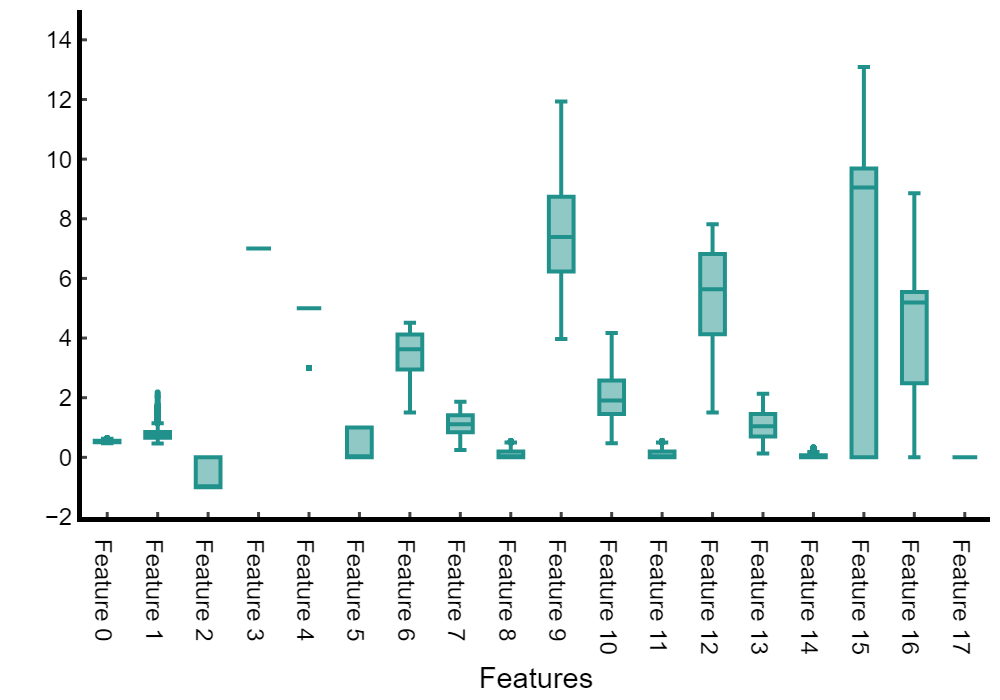 14
12
10
8
6
4
2
0
−2
Feature 0
Feature 1
Feature 2
Feature 3
Feature 4
Feature 5
Feature 6
Feature 7
Feature 8
Feature 9
Feature 10
Feature 11
Feature 12
Feature 13
Feature 14
Feature 15
Feature 16
Feature 17
Features